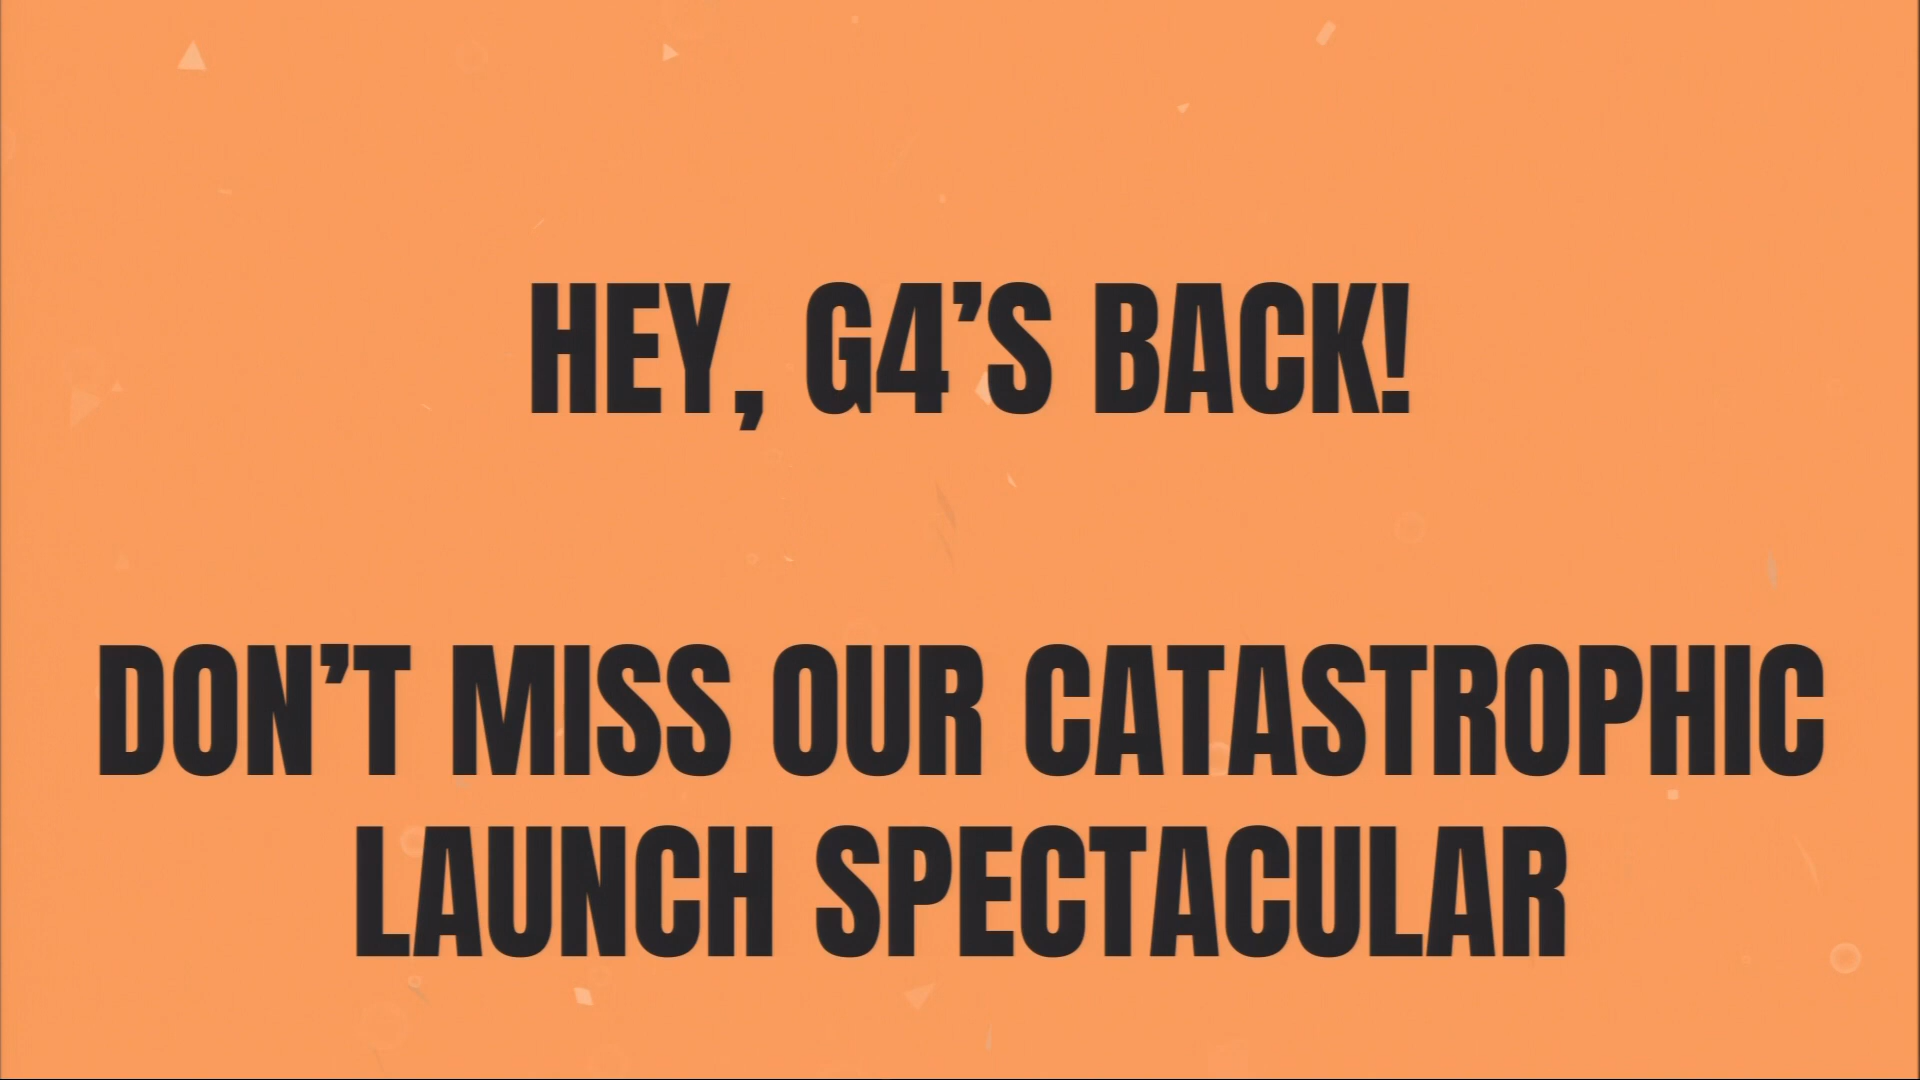 HEY, G4’S BACK!
DON’T MISS OUR CATASTROPHIC
LAUNCH SPECTACULAR